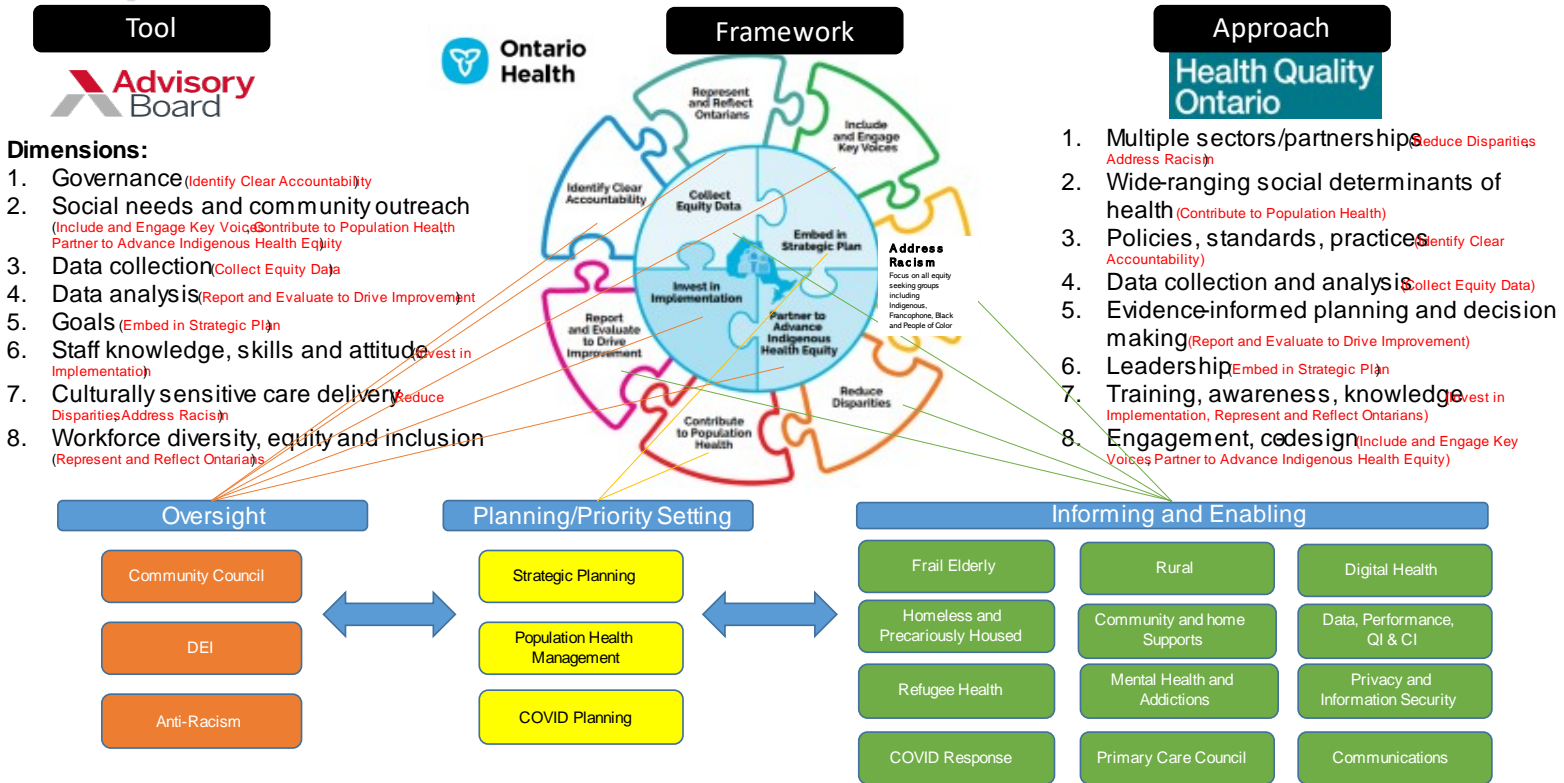 Tool
Advisory
Board
Dimensions:
1. Governance (Identify Clear Accountability)
2. Social needs and community outreach
(Include and Engage Key Voices, Contribute to Population Health,
Partner to Advance Indigenous Health Equity)
3. Data collection (Collect Equity Data)
4. Data analysis (Report and Evaluate to Drive Improvement)
5. Goals (Embed in Strategic Plan)
6. Staff knowledge, skills and attitude (Invest in
Implementation)
7. Culturally sensitive care delivery (Reduce
Disparities, Address Racism)
8. Workforce diversity, equity and inclusion
(Represent and Reflect Ontarians)
Ontario
Health
Framework
Represent
and Reflect
Ontarians
Include
and Engage
Key Voices
Identify Clear
Accountability
Collect
Equity Data
Embed in
Strategic Plan
Address
Racism
Focus on all equity
seeking groups
including
Indigenous,
Francophone, Black
and People of Color
Invest in
Implementation
Partner to
Advance
Indigenous
Health Equity
Report
and Evaluate
to Drive
Improvement
Reduce
Disparities
Contribute
to Population
Health
Approach
Health Quality
Ontario
1. Multiple sectors/partnerships (Reduce Disparities,
Address Racism)
2. Wide-ranging social determinants of
health (Contribute to Population Health)
3. Policies, standards, practices (Identify Clear
Accountability)
4. Data collection and analysis (Collect Equity Data)
5. Evidence-informed planning and decision
making (Report and Evaluate to Drive Improvement)
6. Leadership (Embed in Strategic Plan)
7. Training, awareness, knowledge (Invest in
Implementation, Represent and Reflect Ontarians)
8. Engagement, co-design (Include and Engage Key
Voices, Partner to Advance Indigenous Health Equity)
Oversight
Community Council
DEI
Anti-Racism
Planning/Priority Setting
Strategic Planning
Population Health
Management
COVID Planning
Informing and Enabling
Frail Elderly
Rural
Digital Health
Homeless and
Precariously Housed
Community and home
Supports
Data, Performance,
QI & CI
Refugee Health
Mental Health and
Addictions
Privacy and
Information Security
COVID Response
Primary Care Council
Communications